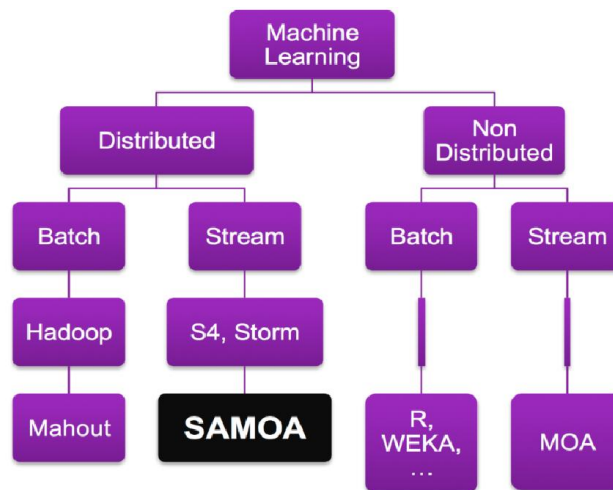 Machine
Learning
Distributed
Non
Distributed
Batch
Stream
Batch
Stream
Hadoop
S4, Storm
Mahout
SAMOA
R,
WEKA,
...
MOA